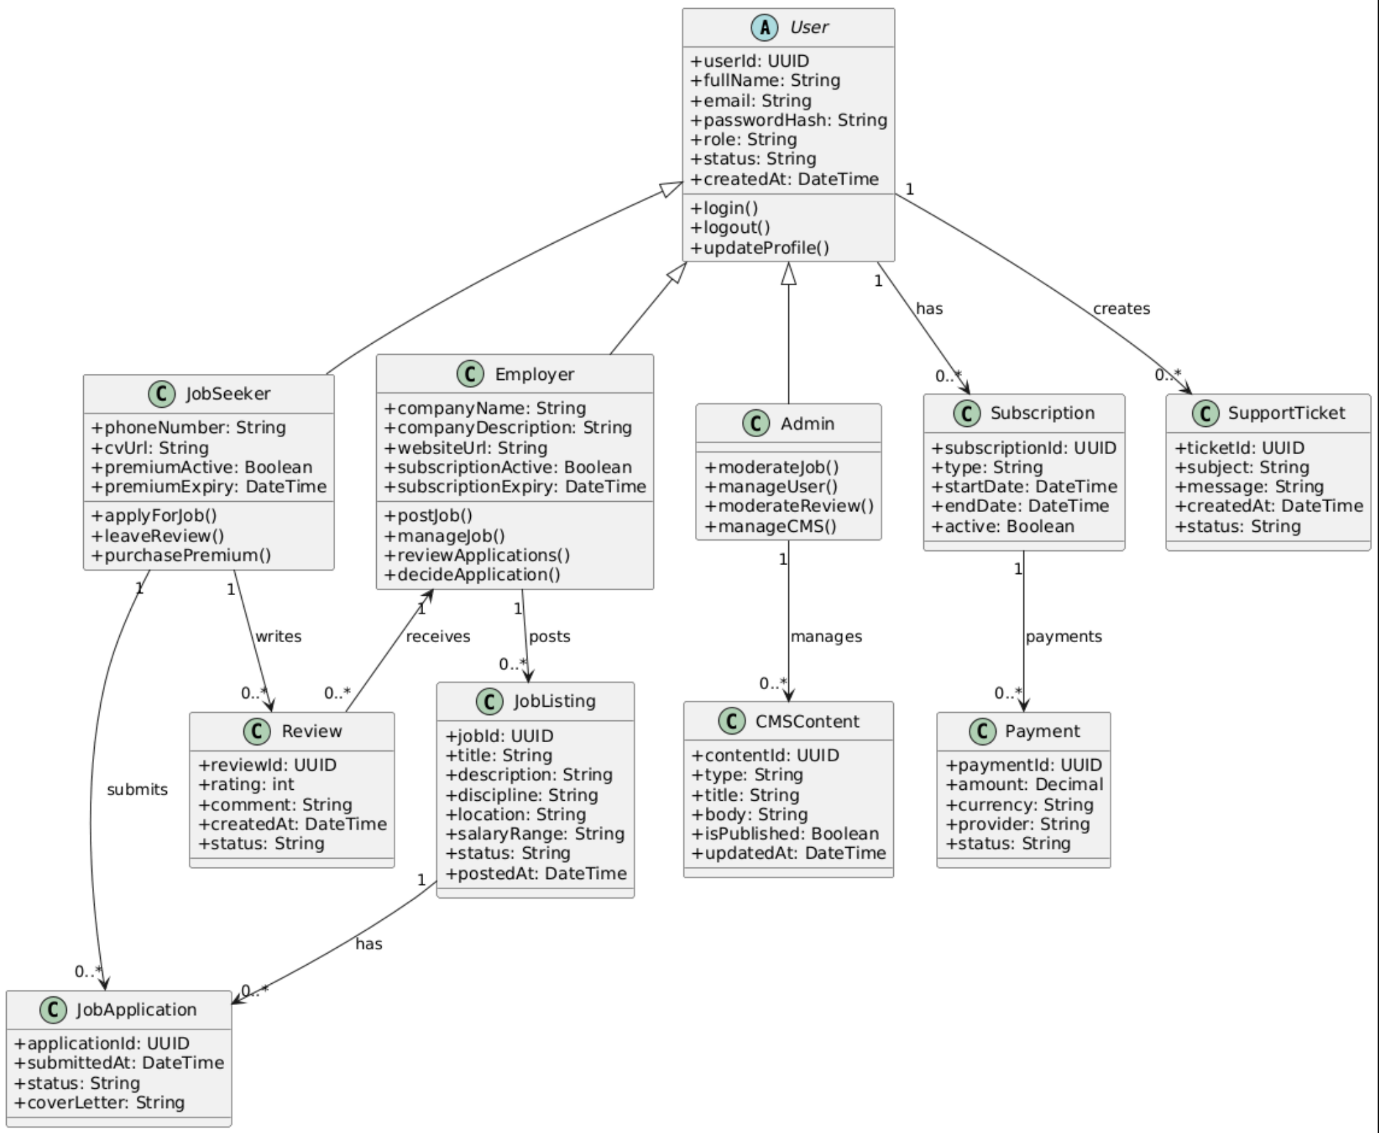 A User
+userId: UUID
+fullName: String
+email: String
+passwordHash: String
+role: String
+status: String
+createdAt: DateTime
+login()
+logout()
+updateProfile()
1
1
has
0..*
creates
0..*
C JobSeeker
+phoneNumber: String
+cvUrl: String
+premiumActive: Boolean
+premiumExpiry: DateTime
+applyForJob()
+leaveReview()
+purchasePremium()
C Employer
+companyName: String
+companyDescription: String
+websiteUrl: String
+subscriptionActive: Boolean
+subscriptionExpiry: DateTime
+postJob()
+manageJob()
+reviewApplications()
+decideApplication()
C Admin
+moderateJob()
+manageUser()
+moderateReview()
+manageCMS()
C Subscription
+subscriptionId: UUID
+type: String
+startDate: DateTime
+endDate: DateTime
+active: Boolean
C SupportTicket
+ticketId: UUID
+subject: String
+message: String
+createdAt: DateTime
+status: String
1
submits
0..*
1
writes
0..*
1
receives
0..*
1
posts
0..*
1
manages
0..*
1
payments
0..*
C Review
+reviewId: UUID
+rating: int
+comment: String
+createdAt: DateTime
+status: String
C JobListing
+jobId: UUID
+title: String
+description: String
+discipline: String
+location: String
+salaryRange: String
+status: String
+postedAt: DateTime
C CMSContent
+contentId: UUID
+type: String
+title: String
+body: String
+isPublished: Boolean
+updatedAt: DateTime
C Payment
+paymentId: UUID
+amount: Decimal
+currency: String
+provider: String
+status: String
1
has
0..*
C JobApplication
+applicationId: UUID
+submittedAt: DateTime
+status: String
+coverLetter: String